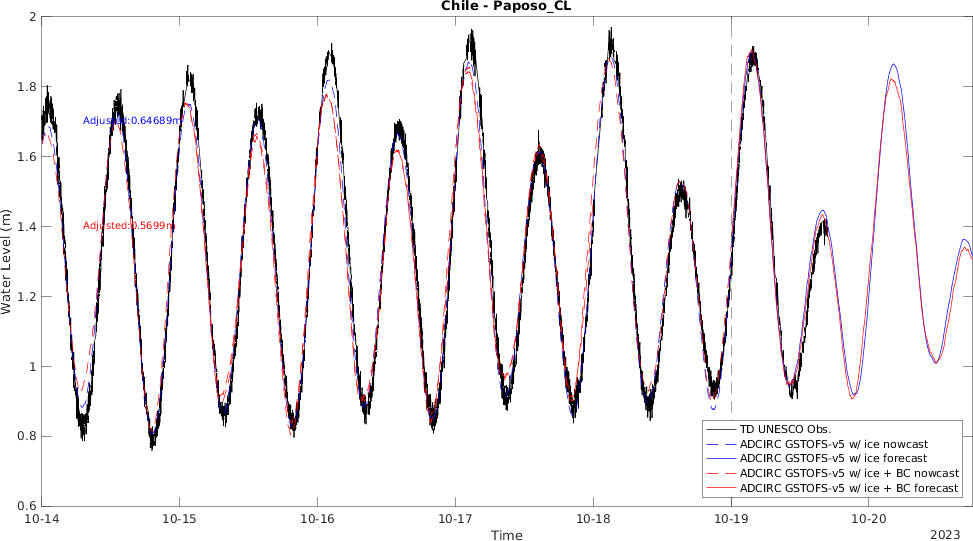 Chile - Paposo_CL
2
1.8
1.6
1.4
1.2
1
0.8
0.6
Water Level (m)
Adjusted:0.64689m
Adjusted:0.5699m
TD UNESCO Obs.
ADCIRC GSTOFS-v5 w/ ice nowcast
ADCIRC GSTOFS-v5 w/ ice forecast
ADCIRC GSTOFS-v5 w/ ice + BC nowcast
ADCIRC GSTOFS-v5 w/ ice + BC forecast
10-14 10-15 10-16 10-17 10-18 10-19 10-20
Time
2023